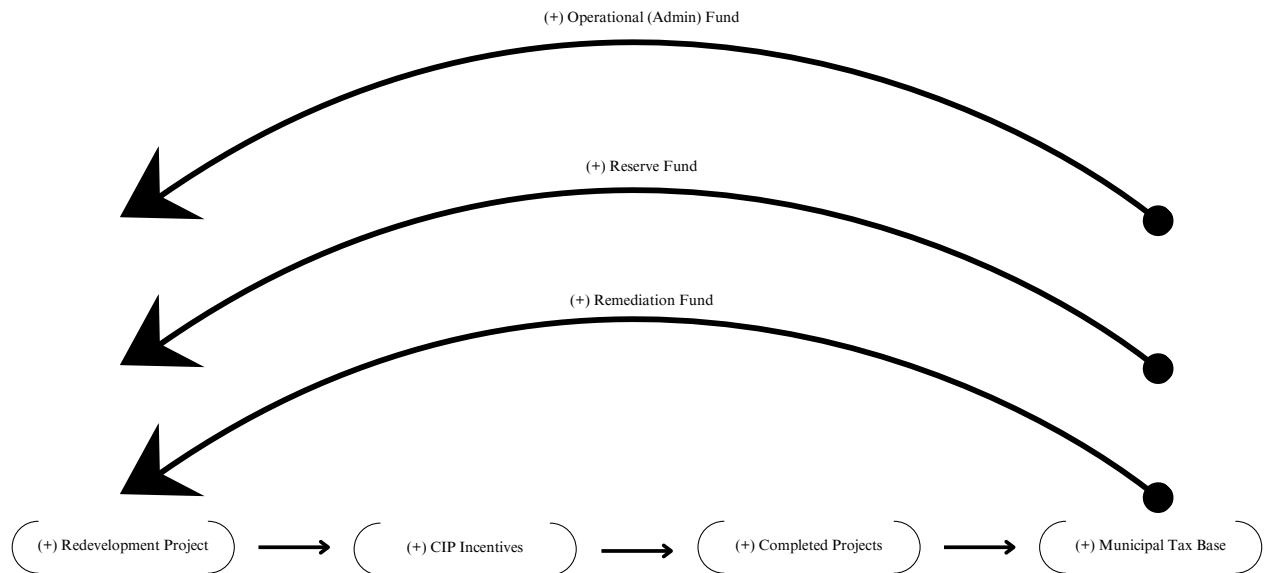 (+) Operational (Admin) Fund
(+) Reserve Fund
(+) Remediation Fund
(+) Redevelopment Project
(+) CIP Incentives
(+) Completed Projects
(+) Municipal Tax Base